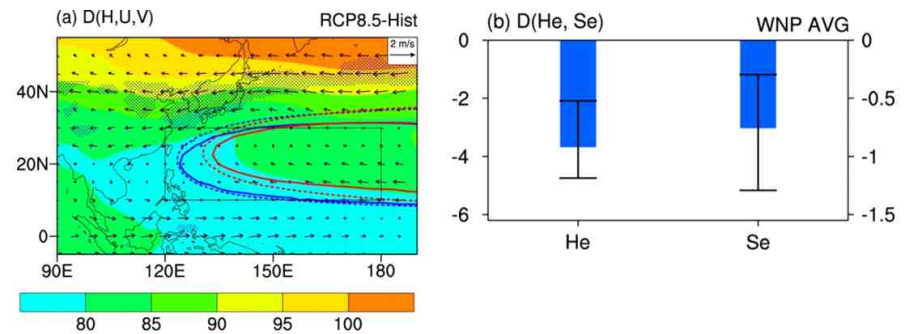 (a) D(H,U,V) RCP8.5-Hist
2 m/s
40N
20N
0
90E 120E 150E 180
80 85 90 95 100
(b) D(He, Se) WNP AVG
0 0
-2 -0.5
-4 -1
-6 -1.5
He Se